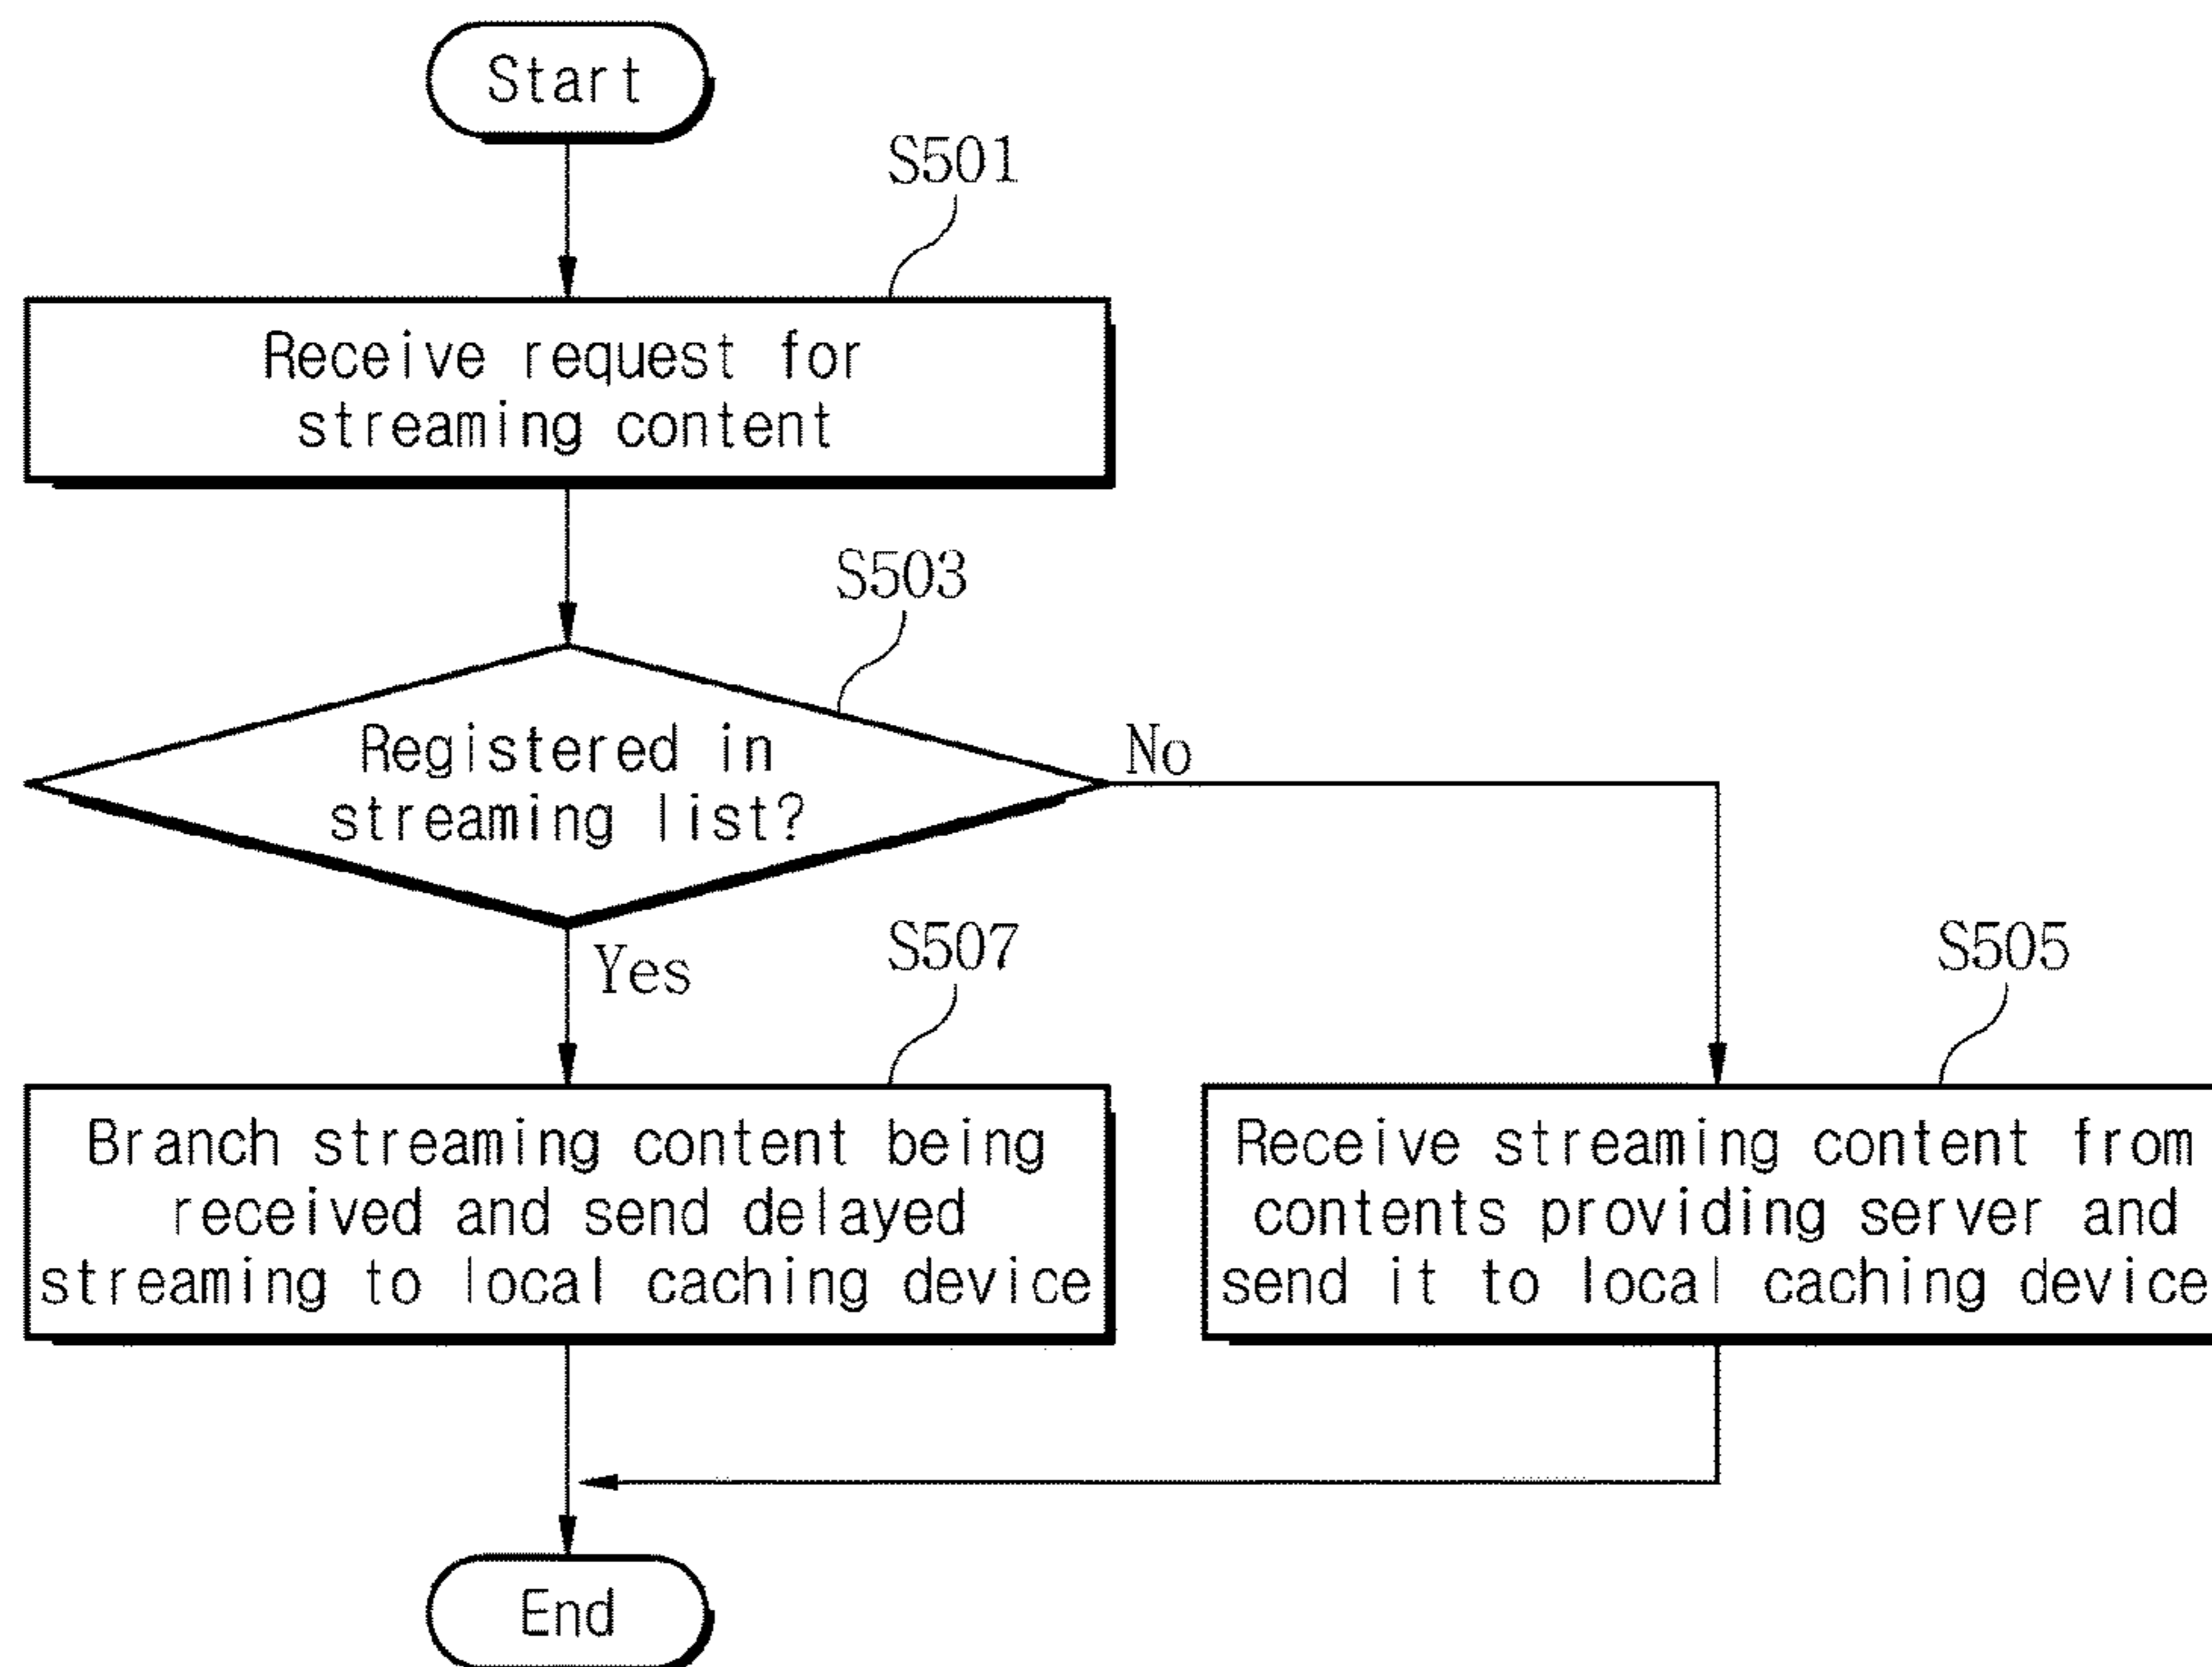 Start
S501
Receive request for
streaming content
S503
Registered in
streaming list?
No
Yes
S507
S505
Branch streaming content being
received and send delayed
streaming to local caching device
Receive streaming content from
contents providing server and
send it to local caching device
End